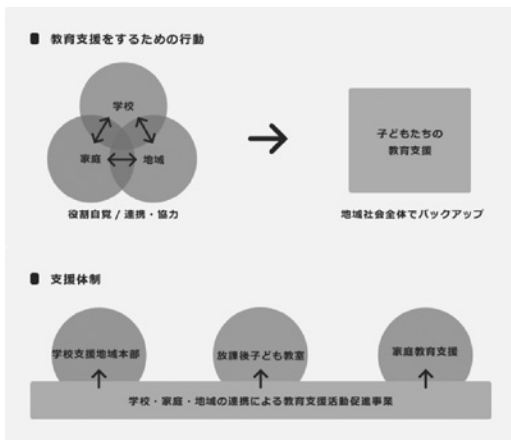 教育支援をするための行動
学校
家庭
地域
子どもたちの
教育支援
役割自覚 / 連携・協力
地域社会全体でバックアップ
支援体制
学校支援地域本部
放課後子ども教室
家庭教育支援
学校・家庭・地域の連携による教育支援活動促進事業